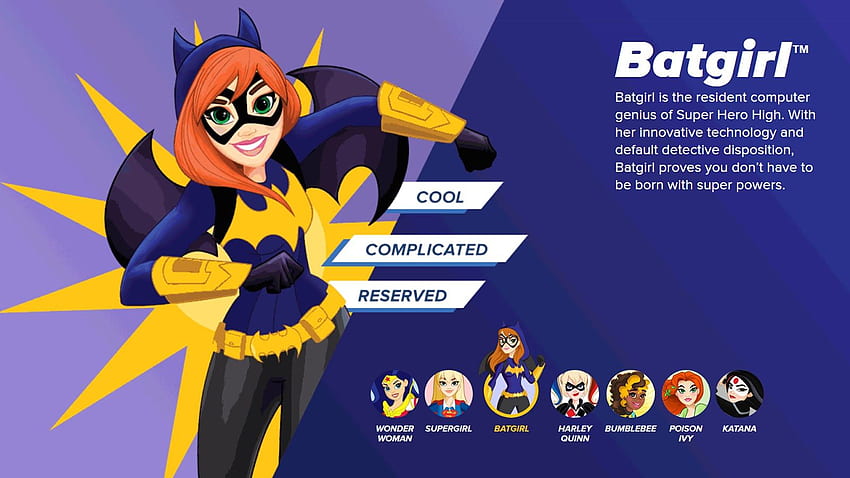 Batgirl™
Batgirl is the resident computer
genius of Super Hero High. With
her innovative technology and
default detective disposition,
Batgirl proves you don't have to
be born with super powers.
COOL
COMPLICATED
RESERVED
WONDER
WOMAN
SUPERGIRL
BATGIRL
HARLEY
QUINN
BUMBLEBEE
POISON
IVY
KATANA